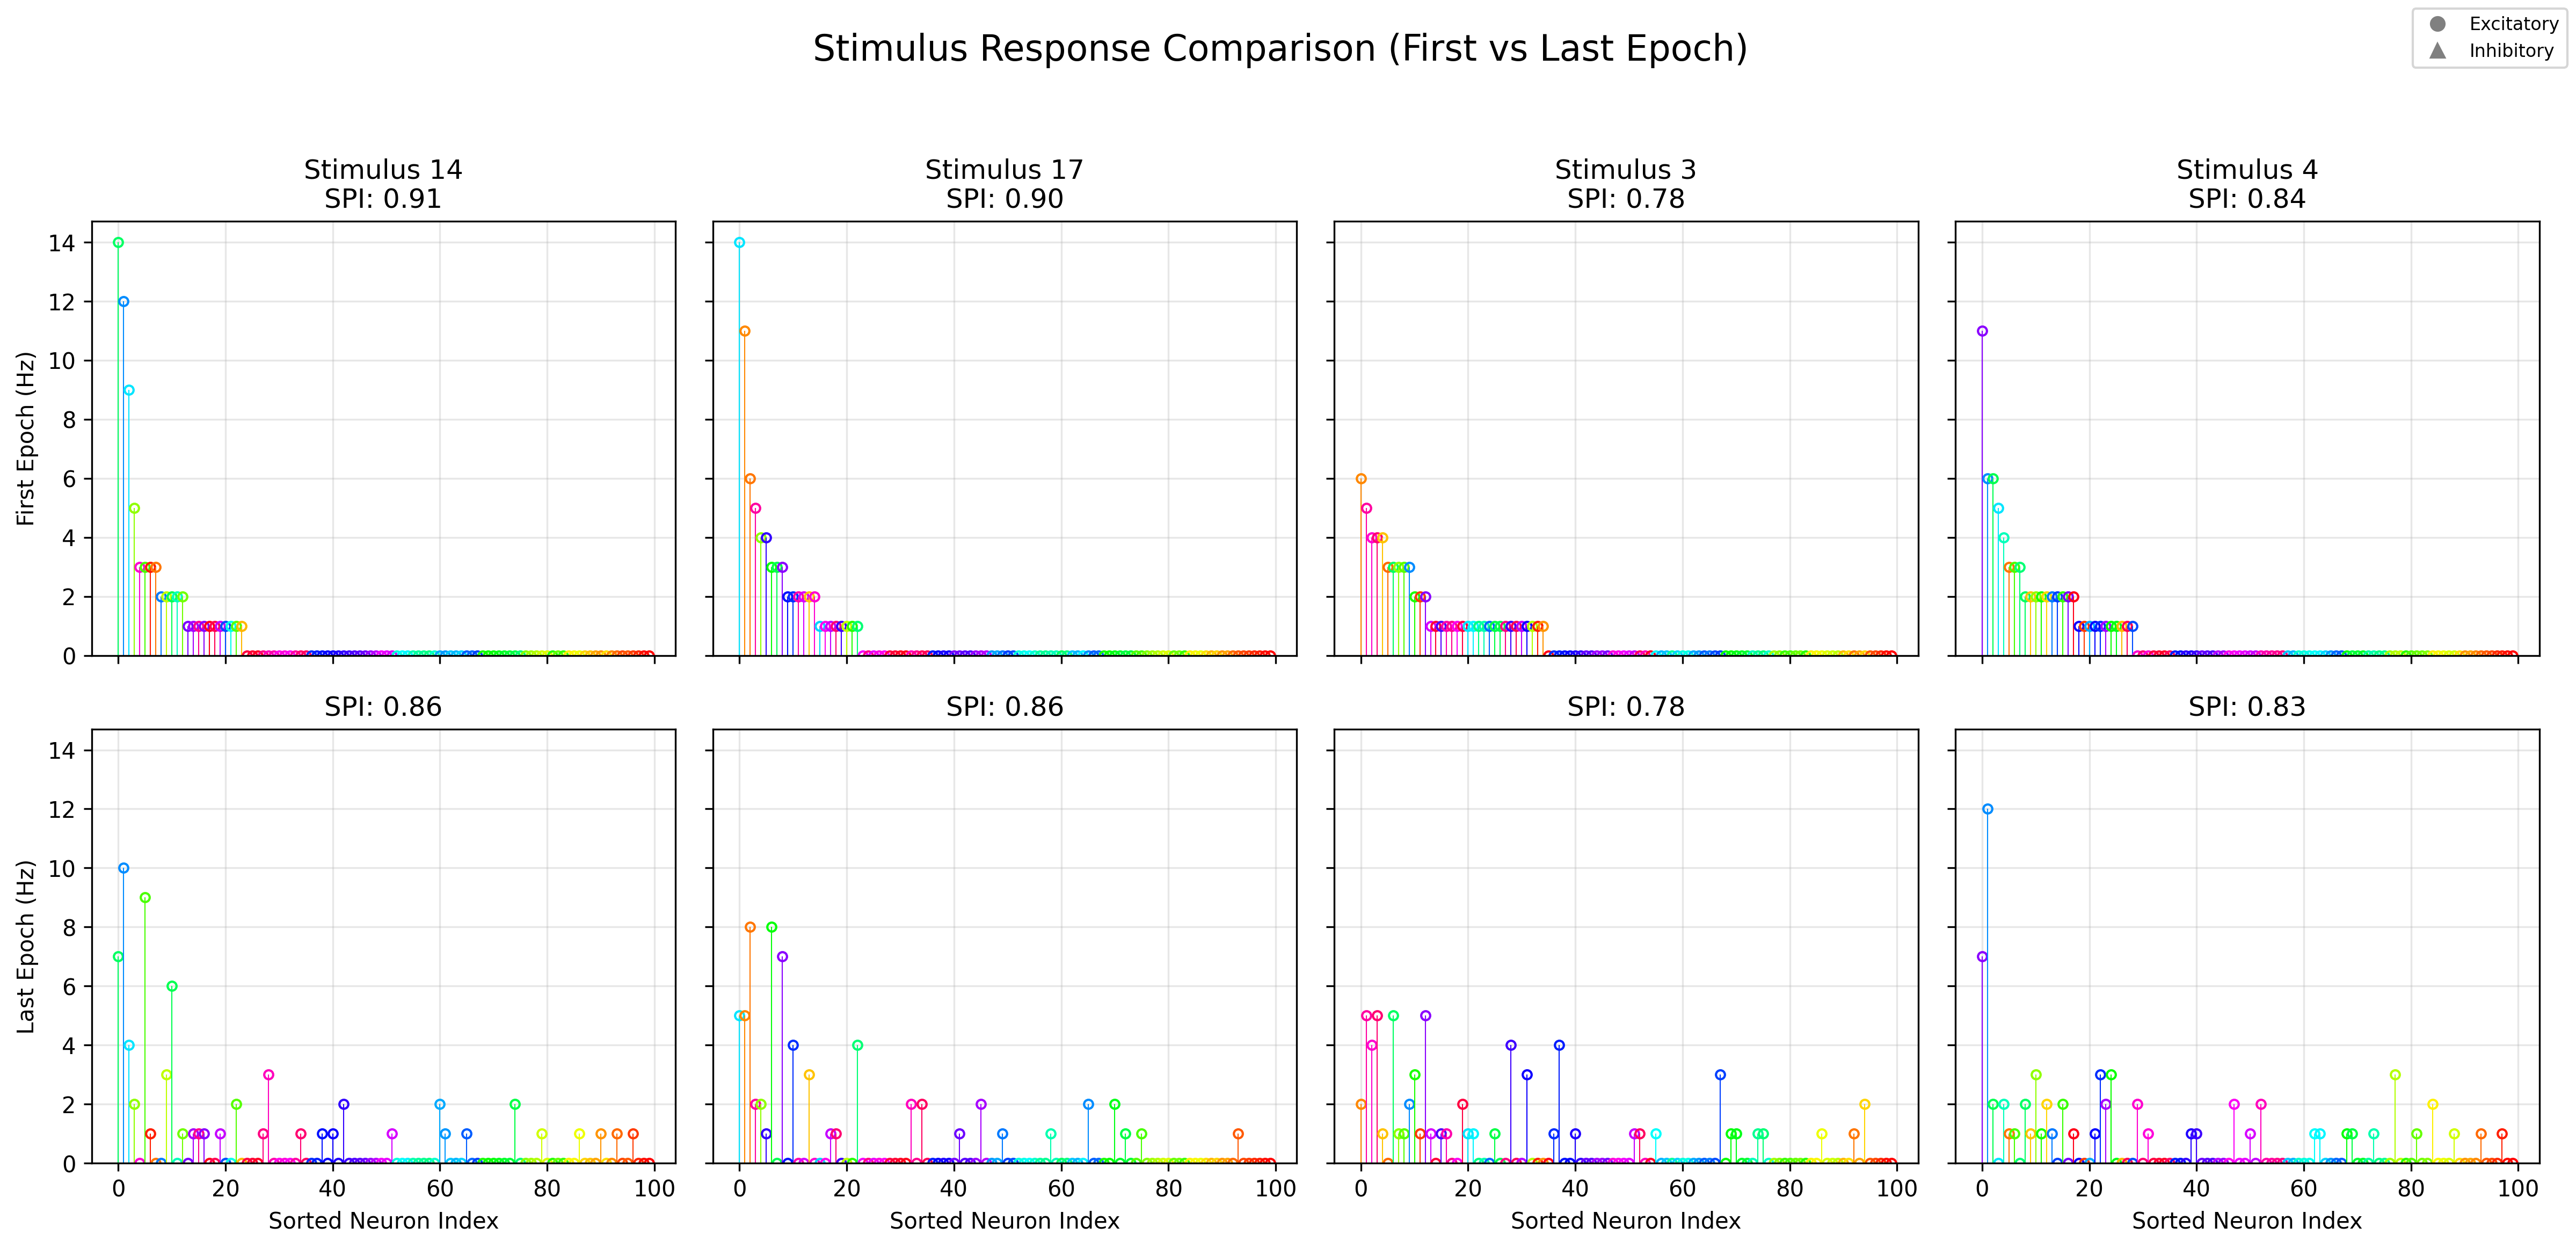 Stimulus Response Comparison (First vs Last Epoch)
Excitatory
Inhibitory
Stimulus 14
SPI: 0.91
Stimulus 17
SPI: 0.90
Stimulus 3
SPI: 0.78
Stimulus 4
SPI: 0.84
First Epoch (Hz)
14
12
10
8
6
4
2
0
SPI: 0.86
SPI: 0.86
SPI: 0.78
SPI: 0.83
Last Epoch (Hz)
14
12
10
8
6
4
2
0
0 20 40 60 80 100
0 20 40 60 80 100
0 20 40 60 80 100
0 20 40 60 80 100
Sorted Neuron Index
Sorted Neuron Index
Sorted Neuron Index
Sorted Neuron Index